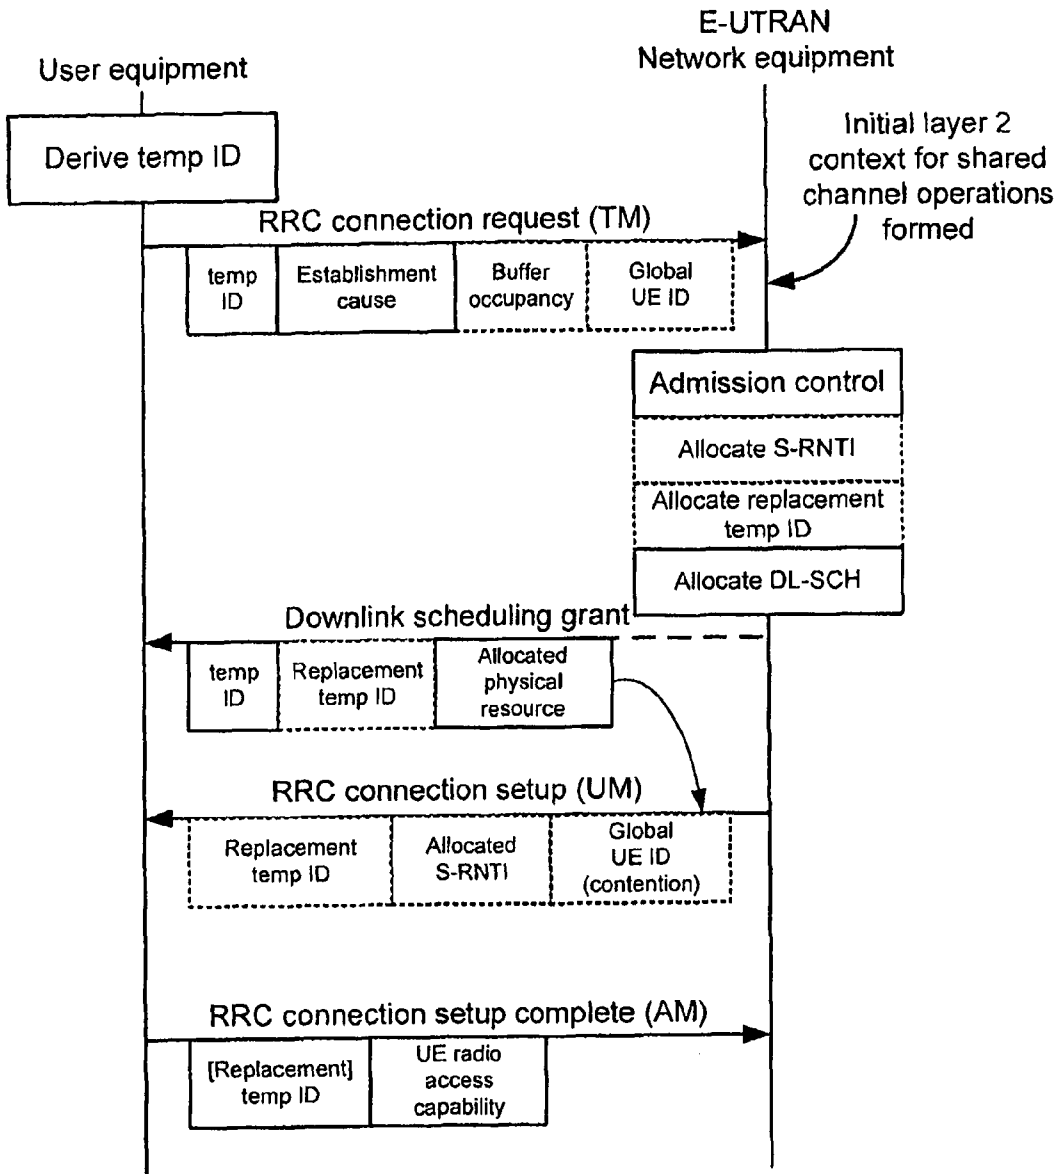 E-UTRAN
Network equipment
User equipment
Initial layer 2
context for shared
channel operations
formed
Derive temp ID
RRC connection request (TM)
temp
ID
Establishment
cause
Buffer
occupancy
Global
UE ID
Admission control
Allocate S-RNTI
Allocate replacement
temp ID
Allocate DL-SCH
Downlink scheduling grant
temp
ID
Replacement
temp ID
Allocated
physical
resource
RRC connection setup (UM)
Replacement
temp ID
Allocated
S-RNTI
Global
UE ID
(contention)
RRC connection setup complete (AM)
[Replacement]
temp ID
UE radio
access
capability